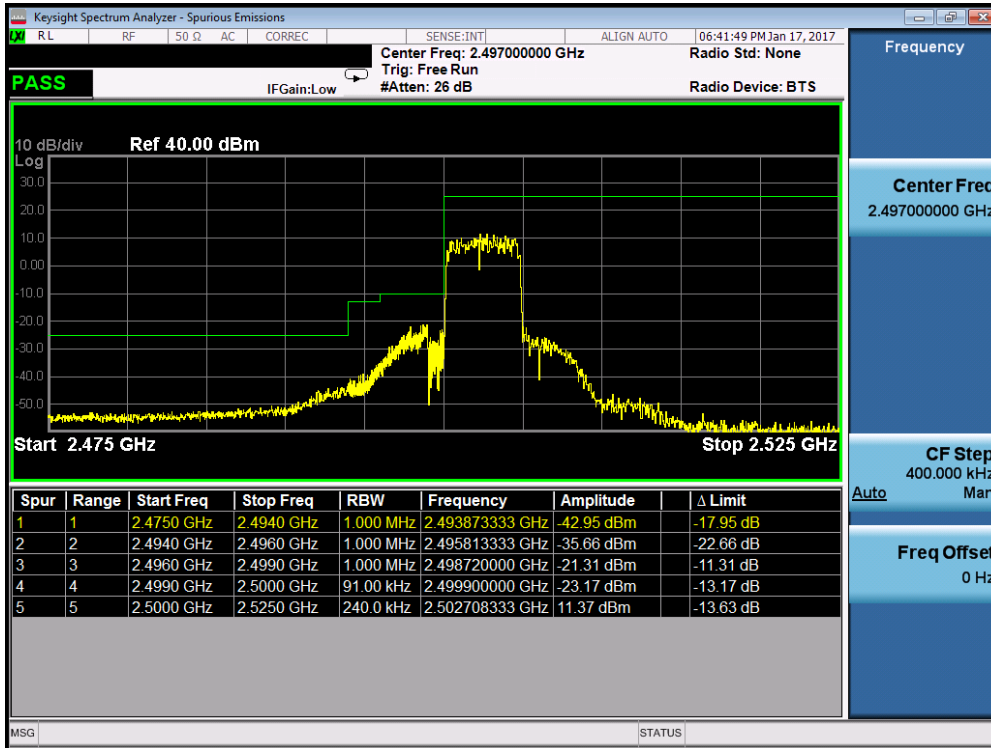 Keysight Spectrum Analyzer - Spurious Emissions
LXI RL RF 50 Ω AC CORREC SENSE:INT ALIGN AUTO 06:41:49 PM Jan 17, 2017
Center Freq: 2.497000000 GHz Radio Std: None
Trig: Free Run
PASS IFGain:Low #Atten: 26 dB Radio Device: BTS
10 dB/div Ref 40.00 dBm
Log
30.0
20.0
10.0
0.00
-10.0
-20.0
-30.0
-40.0
-50.0
Start 2.475 GHz Stop 2.525 GHz
Spur Range Start Freq Stop Freq RBW Frequency Amplitude Δ Limit
1 1 2.4750 GHz 2.4940 GHz 1.000 MHz 2.493873333 GHz -42.95 dBm -17.95 dB
2 2 2.4940 GHz 2.4960 GHz 1.000 MHz 2.495813333 GHz -35.66 dBm -22.66 dB
3 3 2.4960 GHz 2.4990 GHz 1.000 MHz 2.498720000 GHz -21.31 dBm -11.31 dB
4 4 2.4990 GHz 2.5000 GHz 91.00 kHz 2.499900000 GHz -23.17 dBm -13.17 dB
5 5 2.5000 GHz 2.5250 GHz 240.0 kHz 2.502708333 GHz 11.37 dBm -13.63 dB
MSG STATUS
Frequency
Center Freq
2.497000000 GHz
CF Step
400.000 kHz
Auto Man
Freq Offset
0 Hz